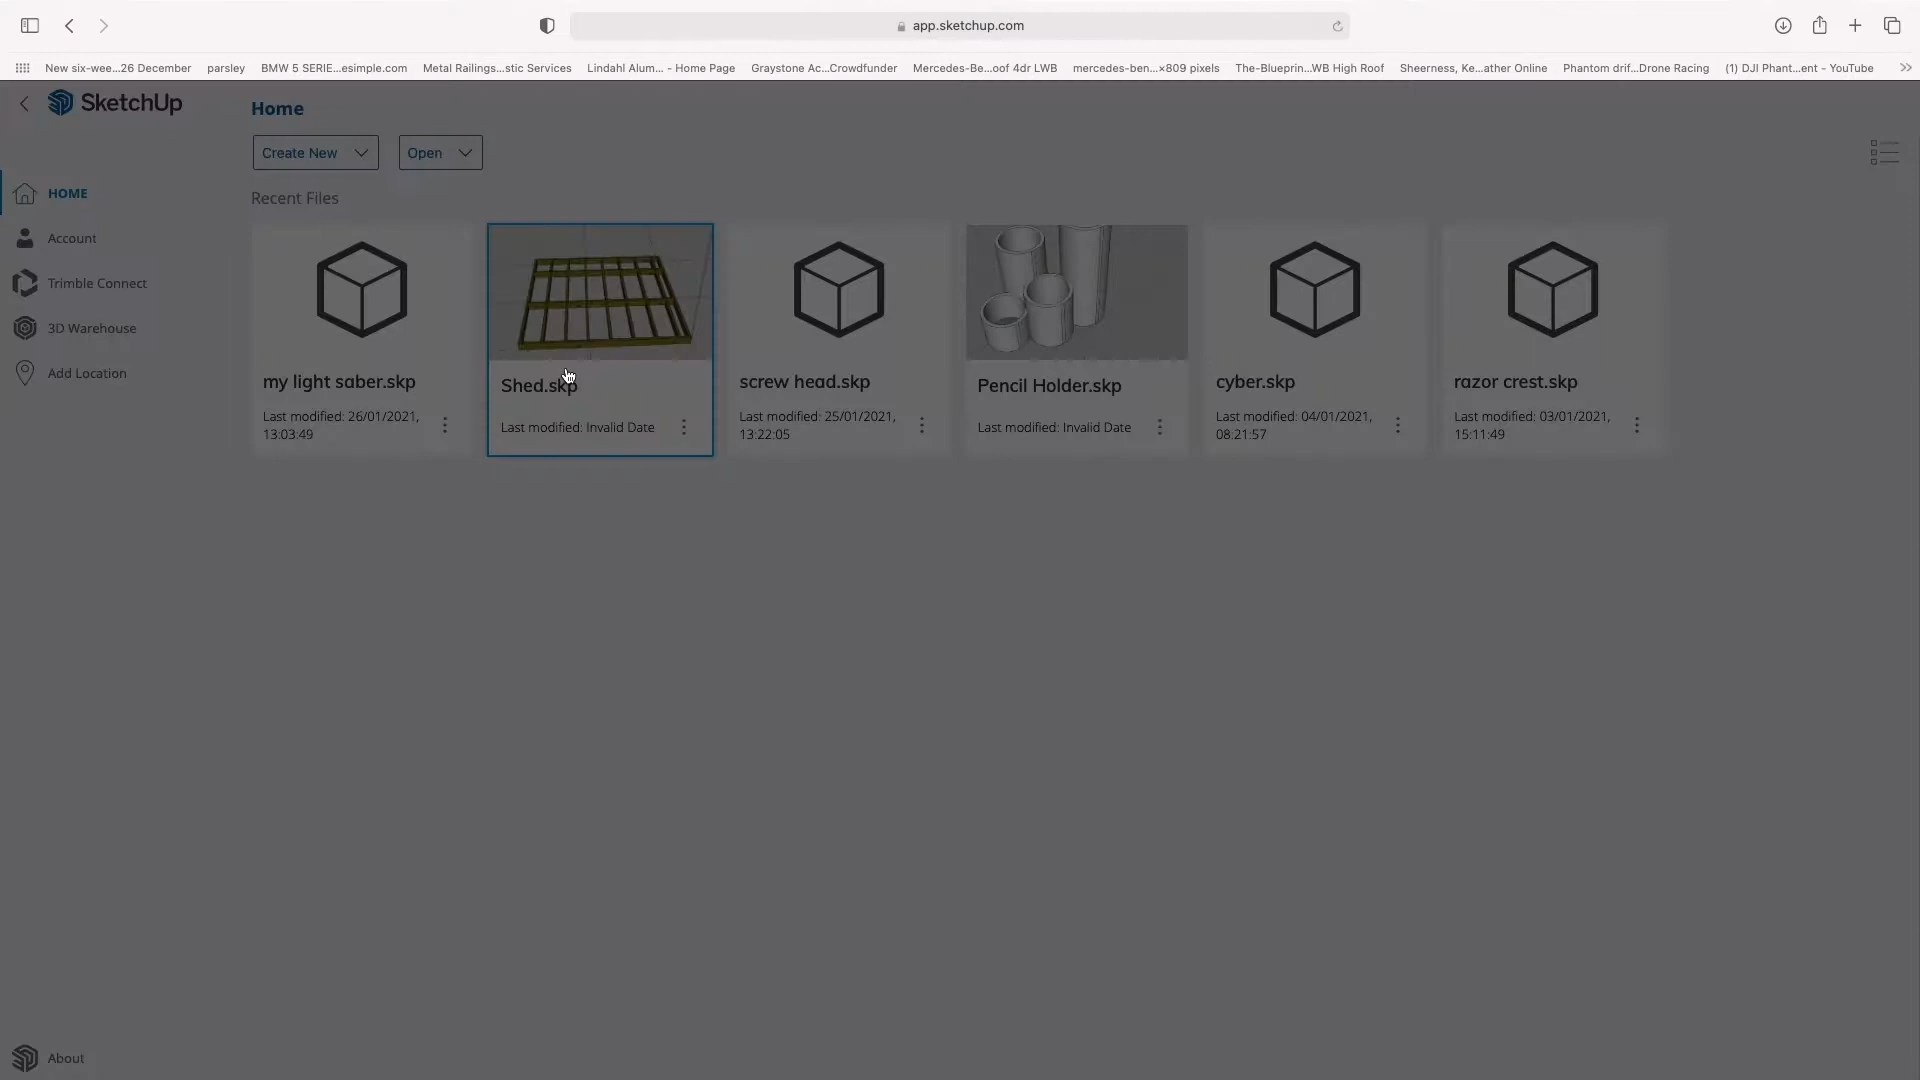 app.sketchup.com
New six-wee...26 December
parsley
BMW 5 SERIE...esimple.com
Metal Railings...stic Services
Lindahl Alum... - Home Page
Graystone Ac...Crowdfunder
Mercedes-Be...oof 4dr LWB
mercedes-ben...×809 pixels
The-Blueprin...WB High Roof
Sheerness, Ke...ather Online
Phantom drif...Drone Racing
(1) DJI Phant...ent - YouTube
SketchUp
Home
Create New
Open
HOME
Recent Files
Account
Trimble Connect
3D Warehouse
Add Location
my light saber.skp
Last modified: 26/01/2021,
13:03:49
Shed.skp
Last modified: Invalid Date
screw head.skp
Last modified: 25/01/2021,
13:22:05
Pencil Holder.skp
Last modified: Invalid Date
cyber.skp
Last modified: 04/01/2021,
08:21:57
razor crest.skp
Last modified: 03/01/2021,
15:11:49
About